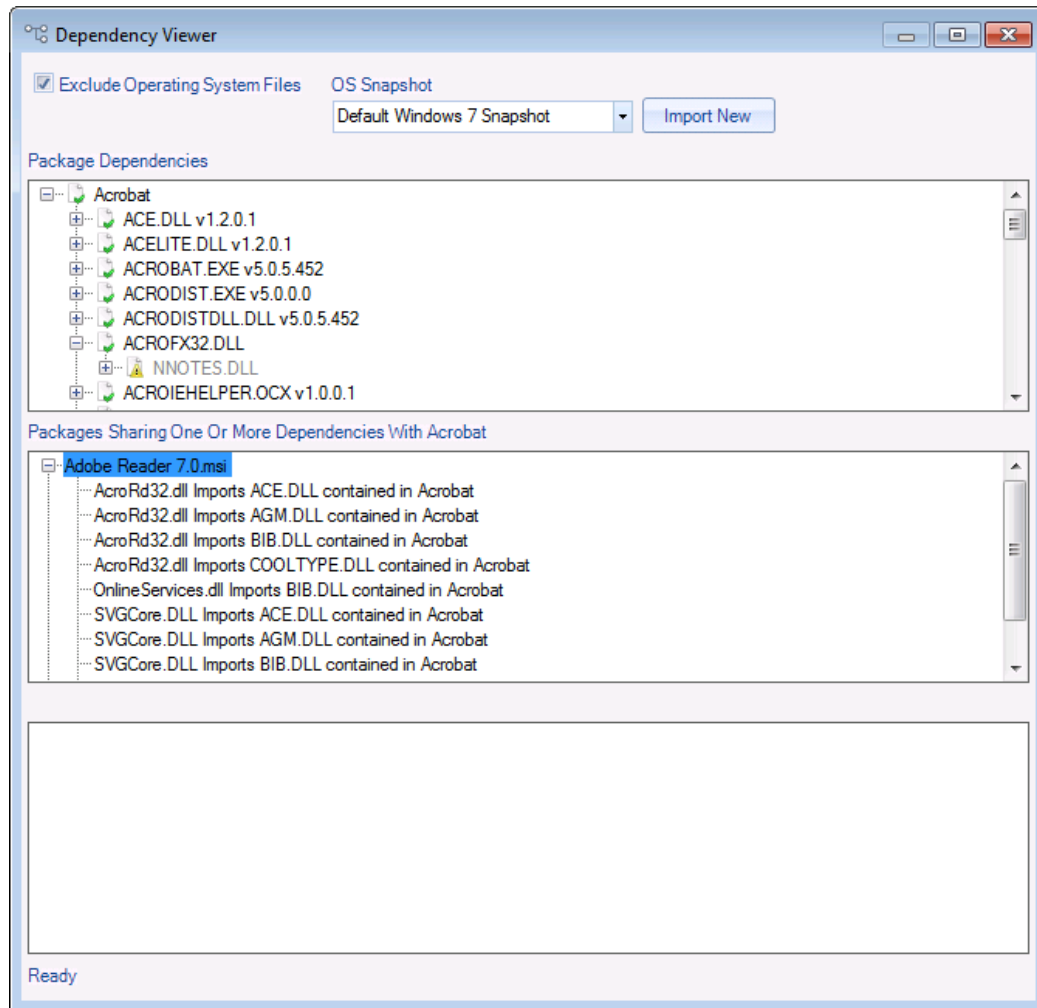 Dependency Viewer
Exclude Operating System Files OS Snapshot
Default Windows 7 Snapshot Import New
Package Dependencies
Acrobat
ACE.DLL v1.2.0.1
ACELITE.DLL v1.2.0.1
ACROBAT.EXE v5.0.5.452
ACRODIST.EXE v5.0.0.0
ACRODISTDLL.DLL v5.0.5.452
ACROFX32.DLL
NNOTES.DLL
ACROIEHELPER.OCX v1.0.0.1
Packages Sharing One Or More Dependencies With Acrobat
Adobe Reader 7.0.msi
AcroRd32.dll Imports ACE.DLL contained in Acrobat
AcroRd32.dll Imports AGM.DLL contained in Acrobat
AcroRd32.dll Imports BIB.DLL contained in Acrobat
AcroRd32.dll Imports COOLTYPE.DLL contained in Acrobat
OnlineServices.dll Imports BIB.DLL contained in Acrobat
SVGCore.DLL Imports ACE.DLL contained in Acrobat
SVGCore.DLL Imports AGM.DLL contained in Acrobat
SVGCore.DLL Imports BIB.DLL contained in Acrobat
Ready